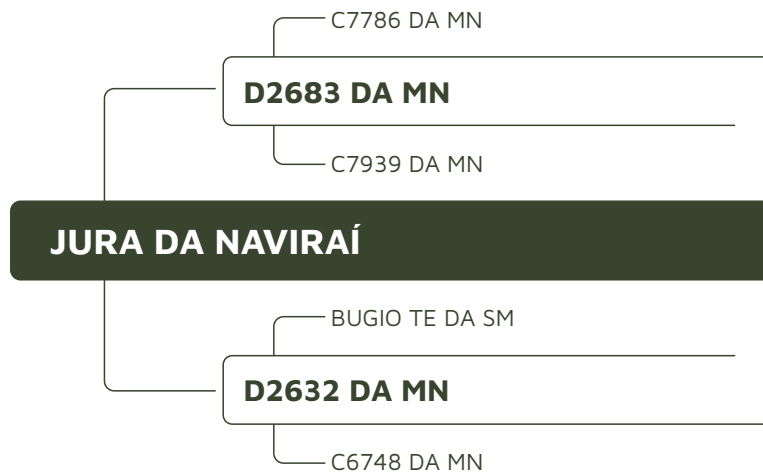 C7786 DA MN
D2683 DA MN
C7939 DA MN
JURA DA NAVIRAÍ
BUGIO TE DA SM
D2632 DA MN
C6748 DA MN